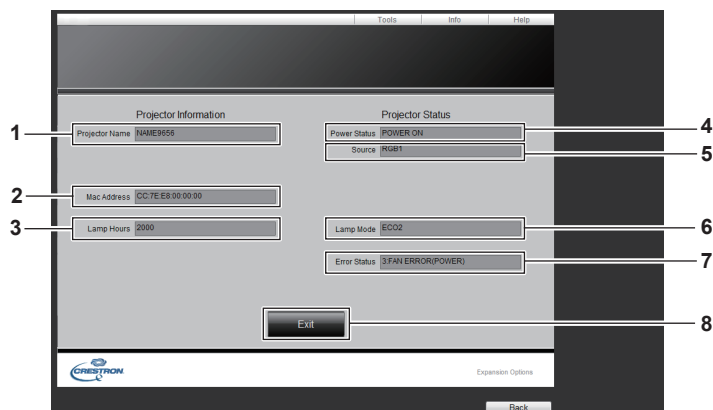 Tools Info Help
Projector Information
Projector Status
1
Projector Name NAME9656
Power Status POWER ON
4
Source RGB1
5
2
Mac Address CC:7E:E8:00:00:00
3
Lamp Hours 2000
Lamp Mode ECO2
6
Error Status 3:FAN ERROR(POWER)
7
Exit
8
CRESTRON
Expansion Options
Back